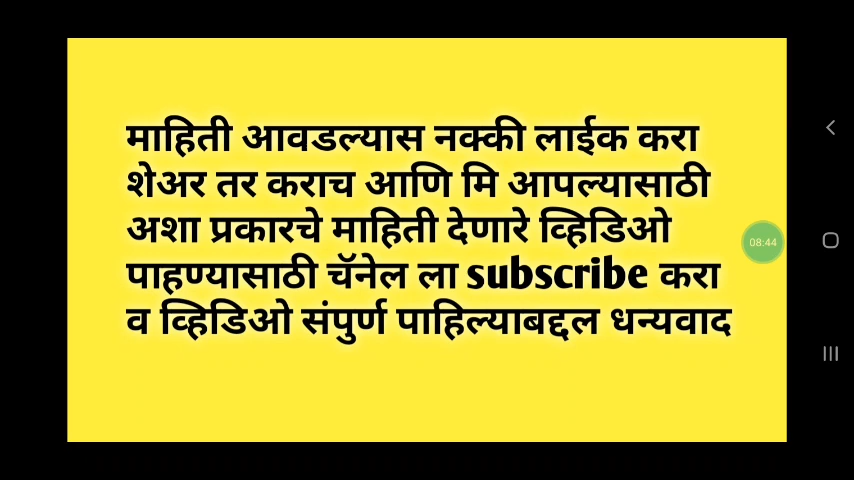 माहिती आवडल्यास नक्की लाईक करा
शेअर तर कराच आणि मि आपल्यासाठी
अशा प्रकारचे माहिती देणारे व्हिडिओ
पाहण्यासाठी चॅनेल ला subscribe करा
व व्हिडिओ संपुर्ण पाहिल्याबद्दल धन्यवाद
08:44